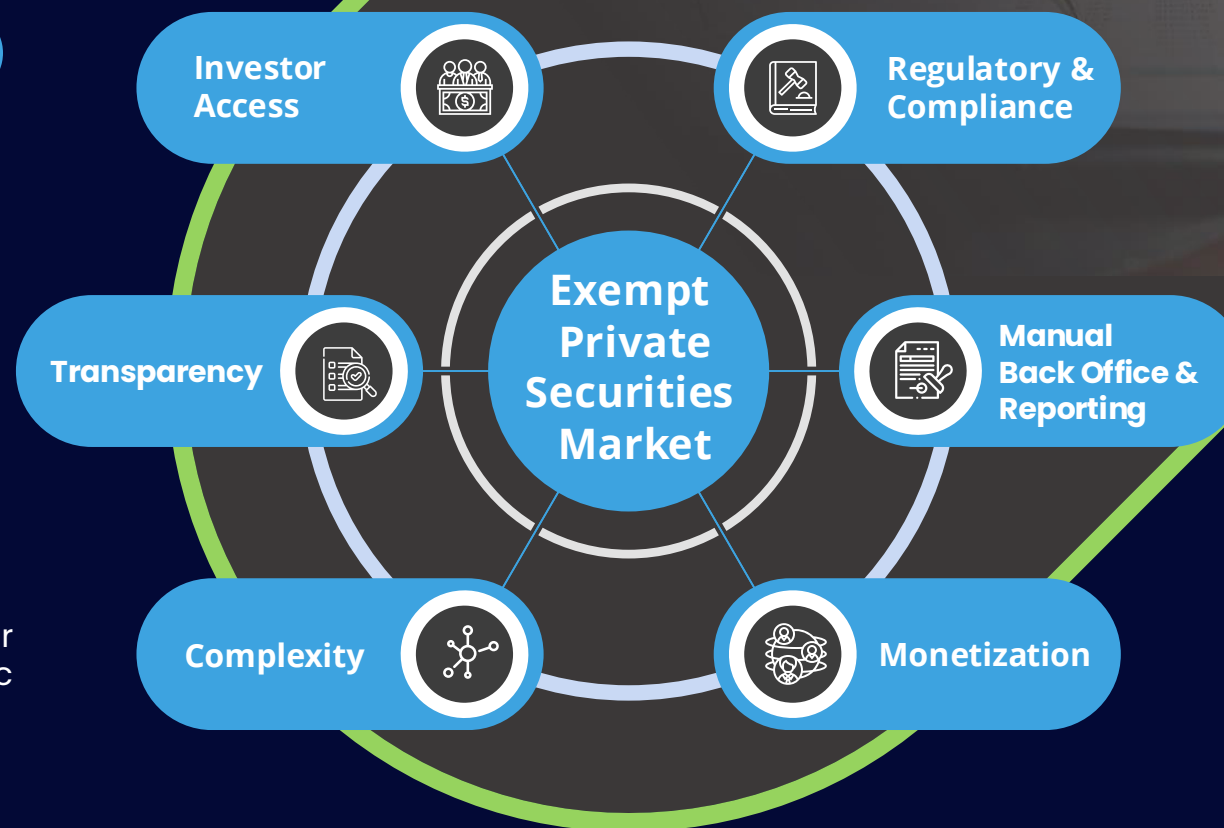 Investor
Access
Regulatory &
Compliance
Exempt
Private
Securities
Market
Transparency
Manual
Back Office &
Reporting
Complexity
Monetization
r
c